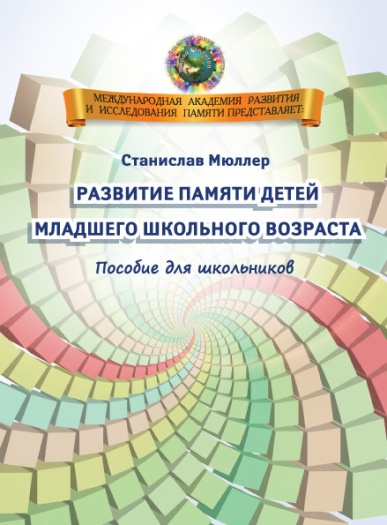 МЕЖДУНАРОДНАЯ АКАДЕМИЯ РАЗВИТИЯ
И ИССЛЕДОВАНИЯ ПАМЯТИ ПРЕДСТАВЛЯЕТ:
Станислав Мюллер
РАЗВИТИЕ ПАМЯТИ ДЕТЕЙ
МЛАДШЕГО ШКОЛЬНОГО ВОЗРАСТА
Пособие для школьников